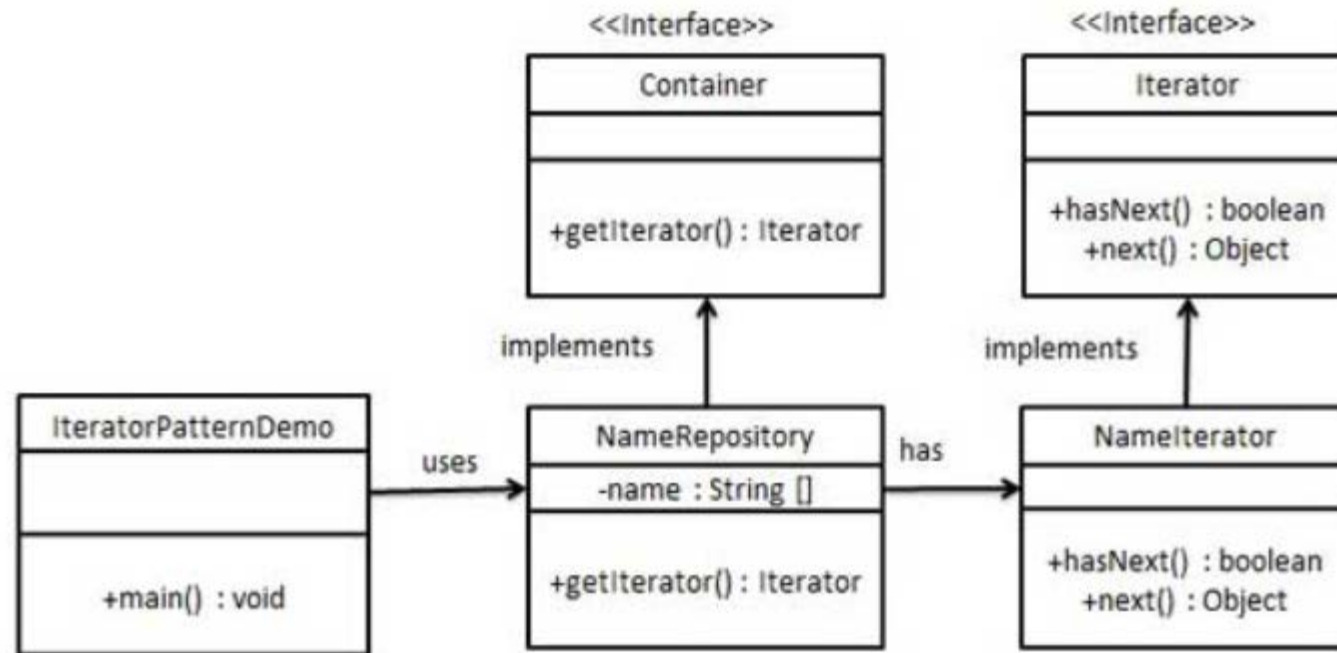 <<Interface>>
Container
+getIterator() : Iterator
<<Interface>>
Iterator
+hasNext() : boolean
+next() : Object
implements
implements
IteratorPatternDemo
+main() : void
uses
NameRepository
-name : String []
+getIterator() : Iterator
has
NameIterator
+hasNext() : boolean
+next() : Object